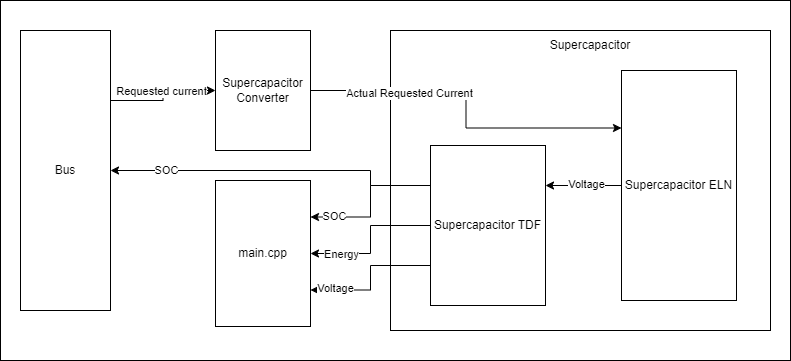 Supercapacitor
Requested current
Supercapacitor
Converter
Actual Requested Current
Bus
SOC
Voltage
Supercapacitor ELN
SOC
Supercapacitor TDF
main.cpp
Energy
Voltage